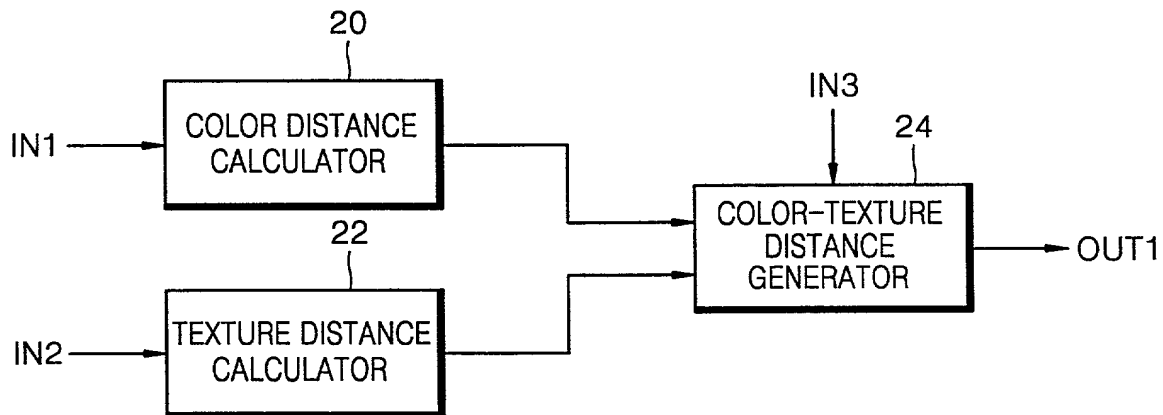 20
IN1
COLOR DISTANCE
CALCULATOR
IN3
24
COLOR-TEXTURE
DISTANCE
GENERATOR
OUT1
22
IN2
TEXTURE DISTANCE
CALCULATOR